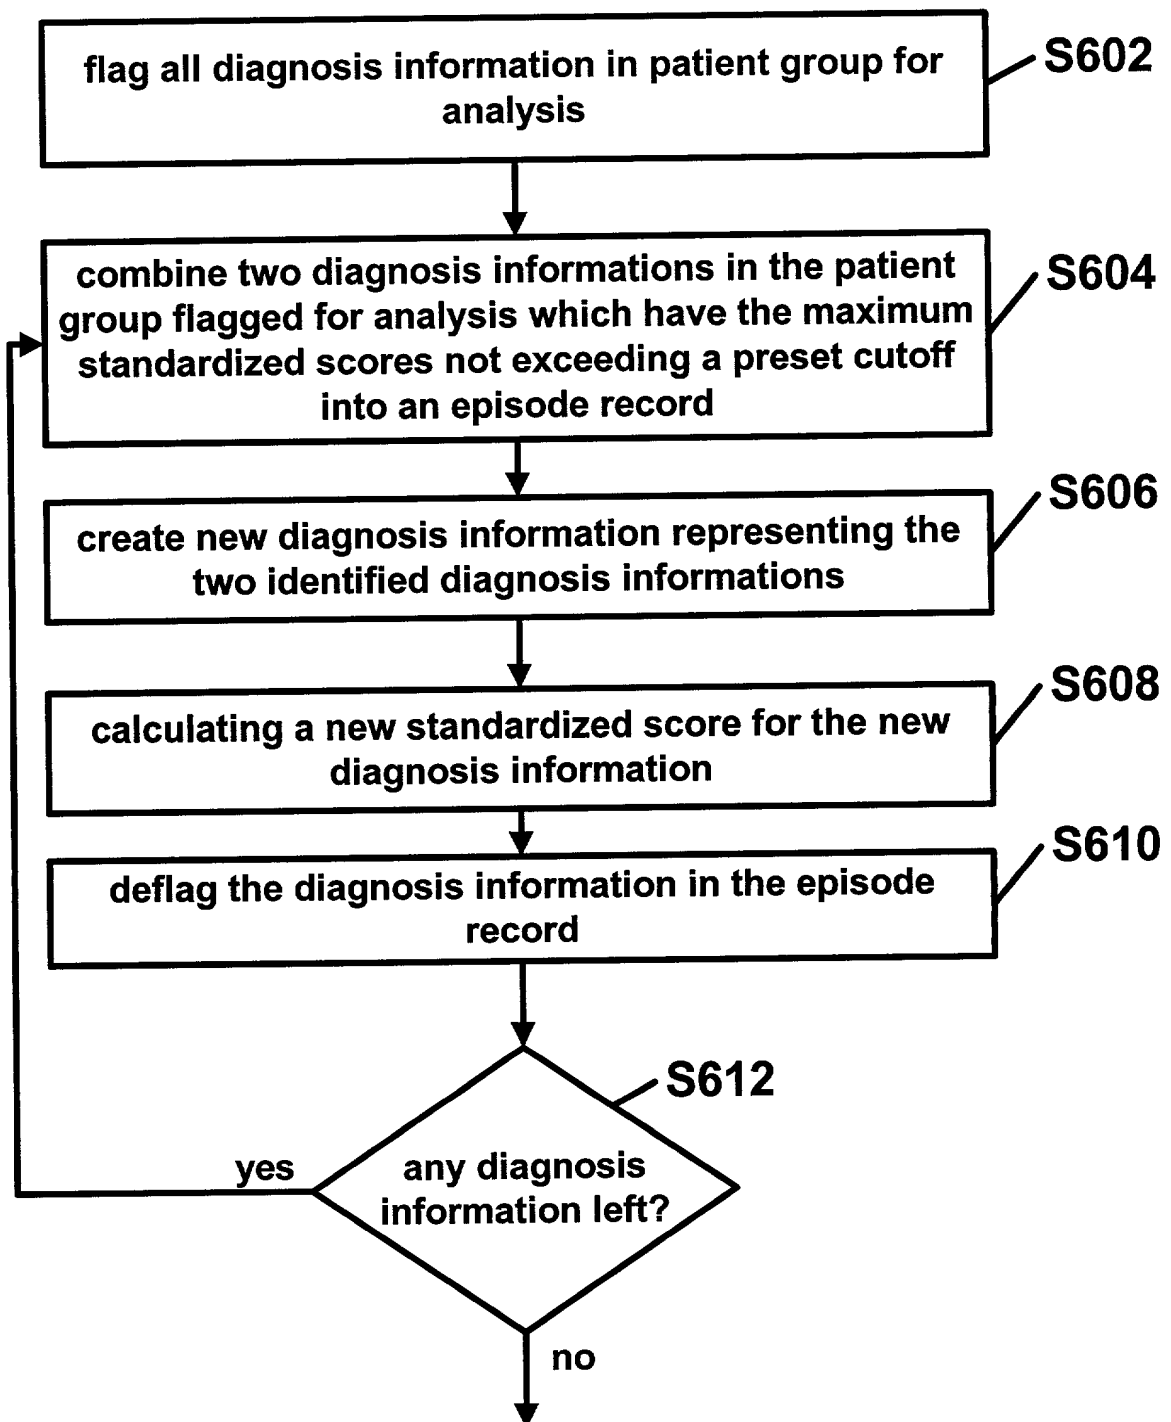 flag all diagnosis information in patient group for
analysis
S602
combine two diagnosis informations in the patient
group flagged for analysis which have the maximum
standardized scores not exceeding a preset cutoff
into an episode record
S604
create new diagnosis information representing the
two identified diagnosis informations
S606
calculating a new standardized score for the new
diagnosis information
S608
deflag the diagnosis information in the episode
record
S610
S612
any diagnosis
information left?
yes
no